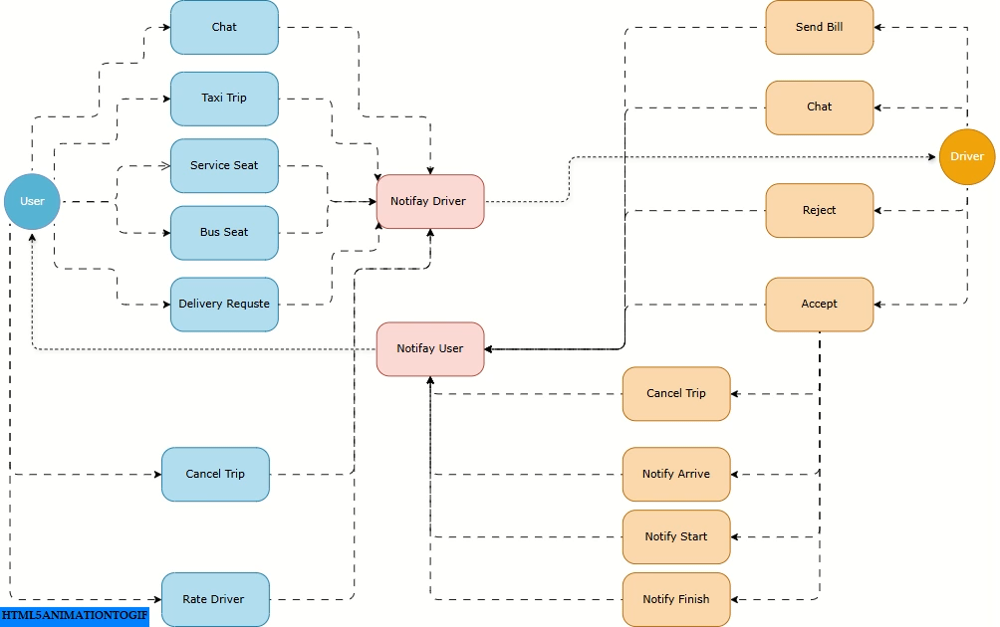 Chat
Send Bill
Taxi Trip
Chat
Service Seat
Driver
User
Notifay Driver
Reject
Bus Seat
Delivery Requste
Accept
Notifay User
Cancel Trip
Cancel Trip
Notify Arrive
Notify Start
Rate Driver
Notify Finish
HTML5ANIMATIONTOGIF